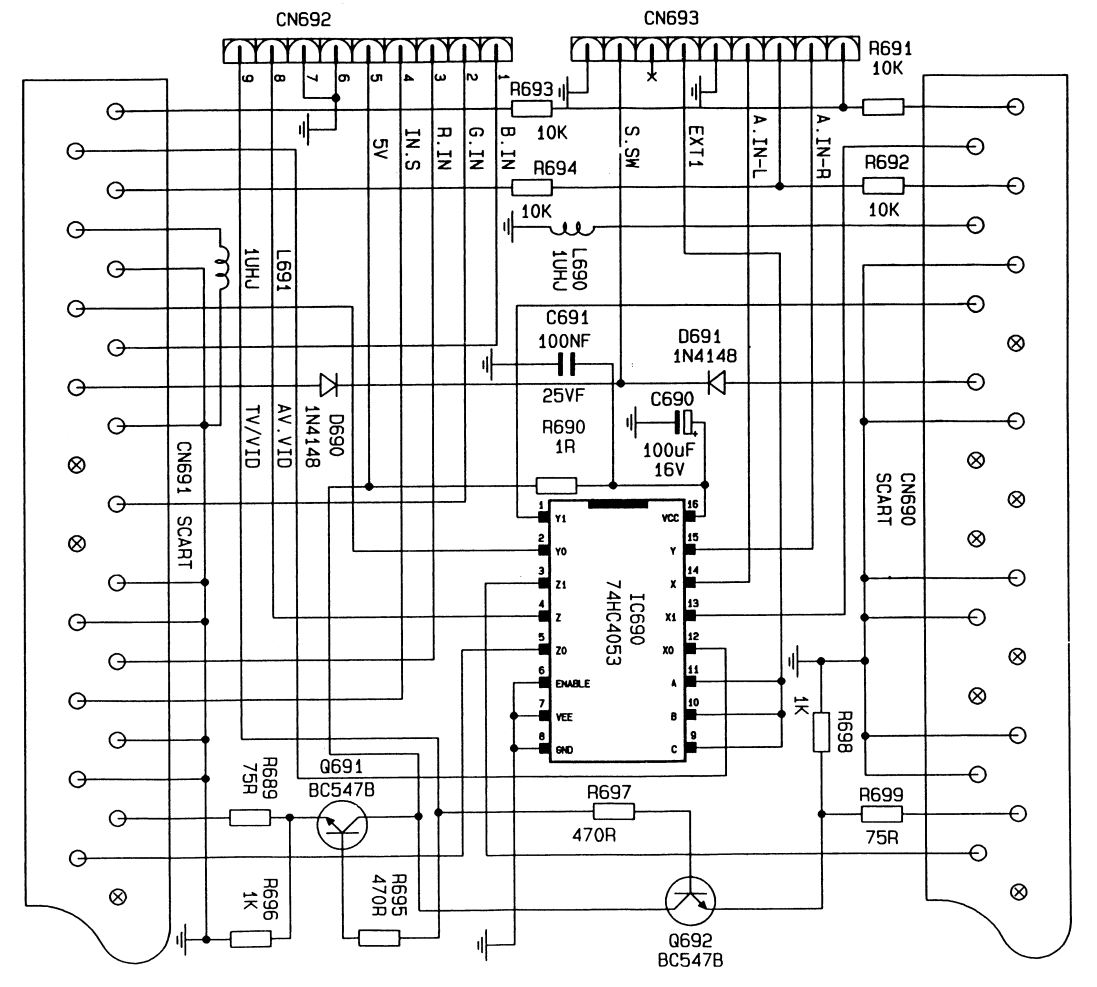 CN692
CN693
9
8
7
6
5
4
3
2
1
R691
10K
R693
10K
5V
IN.S
R.IN
G.IN
B.IN
S.SW
EXT1
A.IN-L
A.IN-R
R694
10K
R692
10K
L691
1UHJ
L690
1UHJ
C691
100NF
25VF
D691
1N4148
D690
1N4148
AV.VID
TV/VID
C690
+
100uF
16V
R690
1R
CN691 SCART
CN690
SCART
1
Y1
2
Y0
3
Z1
4
Z
5
Z0
6
ENABLE
7
VEE
8
GND
16
VCC
15
Y
14
X
13
X1
12
X0
11
A
10
B
9
C
IC690
74HC4053
1K
R698
R689
75R
Q691
BC547B
R697
470R
R699
75R
R696
1K
R695
470R
Q692
BC547B